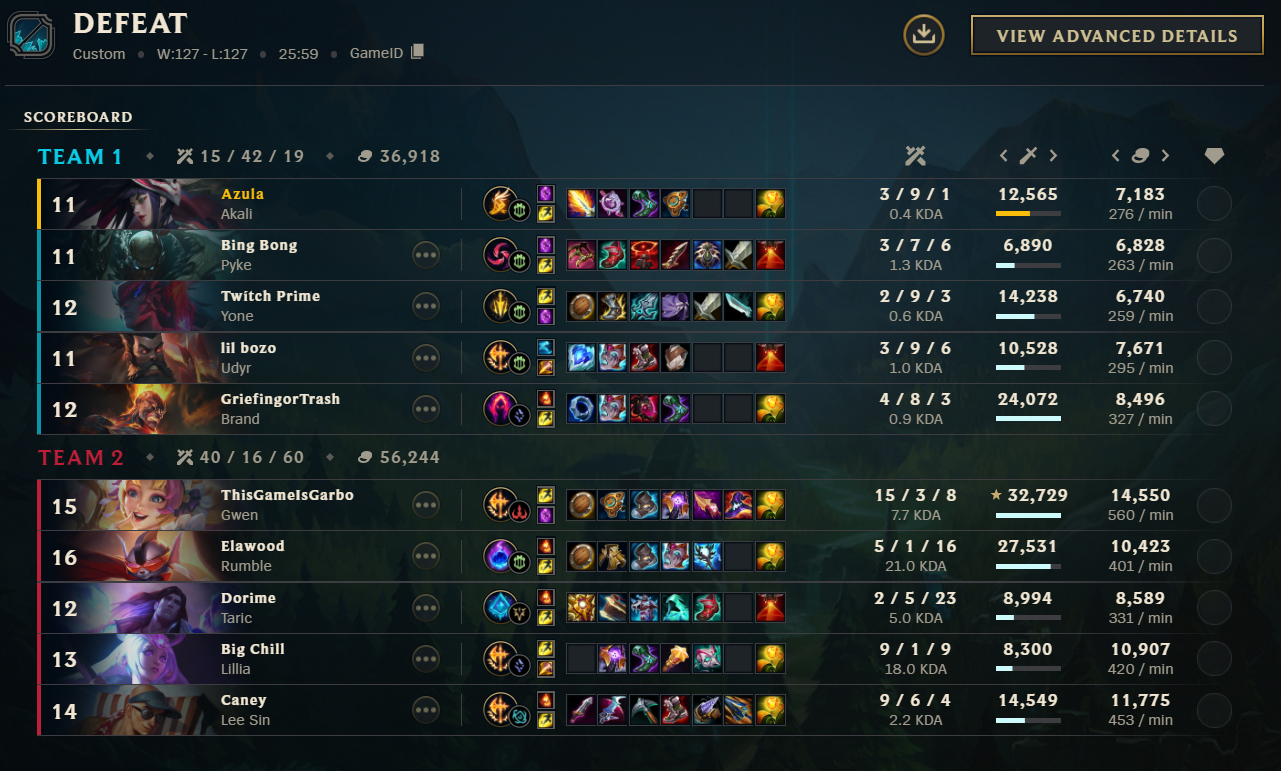 DEFEAT
Custom • W:127 - L:127 • 25:59 • GameID
VIEW ADVANCED DETAILS
SCOREBOARD
TEAM 1 15 / 42 / 19 36,918
11 Azula 3 / 9 / 1 12,565 7,183
Akali 0.4 KDA 276 / min
11 Bing Bong 3 / 7 / 6 6,890 6,828
Pyke 1.3 KDA 263 / min
12 Twitch Prime 2 / 9 / 3 14,238 6,740
Yone 0.6 KDA 259 / min
11 lil bozo 3 / 9 / 6 10,528 7,671
Udyr 1.0 KDA 295 / min
12 GriefingorTrash 4 / 8 / 3 24,072 8,496
Brand 0.9 KDA 327 / min
TEAM 2 40 / 16 / 60 56,244
15 ThisGameIsGarbo 15 / 3 / 8 32,729 14,550
Gwen 7.7 KDA 560 / min
16 Elawood 5 / 1 / 16 27,531 10,423
Rumble 21.0 KDA 401 / min
12 Dorime 2 / 5 / 23 8,994 8,589
Taric 5.0 KDA 331 / min
13 Big Chill 9 / 1 / 9 8,300 10,907
Lillia 18.0 KDA 420 / min
14 Caney 9 / 6 / 4 14,549 11,775
Lee Sin 2.2 KDA 453 / min